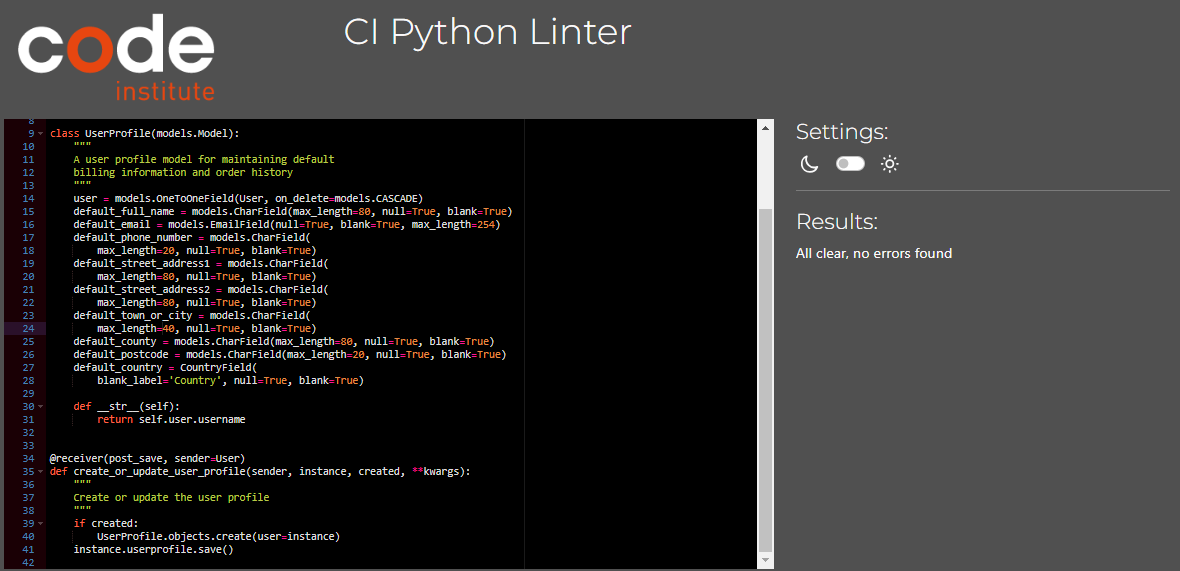 code
institute
CI Python Linter
8
9 class UserProfile(models.Model):
10 """
11 A user profile model for maintaining default
12 billing information and order history
13 """
14 user = models.OneToOneField(User, on_delete=models.CASCADE)
15 default_full_name = models.CharField(max_length=80, null=True, blank=True)
16 default_email = models.EmailField(null=True, blank=True, max_length=254)
17 default_phone_number = models.CharField(
18 max_length=20, null=True, blank=True)
19 default_street_address1 = models.CharField(
20 max_length=80, null=True, blank=True)
21 default_street_address2 = models.CharField(
22 max_length=80, null=True, blank=True)
23 default_town_or_city = models.CharField(
24 max_length=40, null=True, blank=True)
25 default_county = models.CharField(max_length=80, null=True, blank=True)
26 default_postcode = models.CharField(max_length=20, null=True, blank=True)
27 default_country = CountryField(
28 blank_label='Country', null=True, blank=True)
29
30 def __str__(self):
31 return self.user.username
32
33
34 @receiver(post_save, sender=User)
35 def create_or_update_user_profile(sender, instance, created, **kwargs):
36 """
37 Create or update the user profile
38 """
39 if created:
40 UserProfile.objects.create(user=instance)
41 instance.userprofile.save()
42
Settings:
Results:
All clear, no errors found